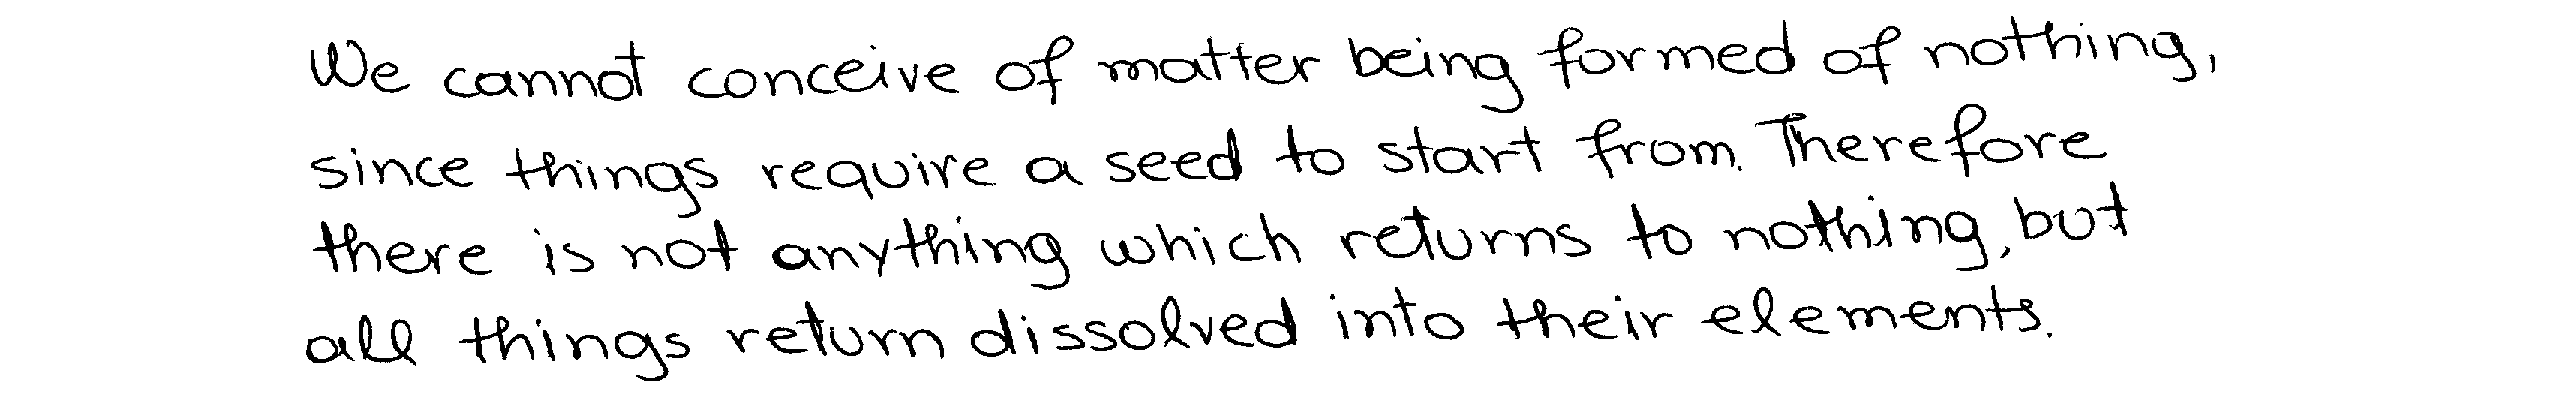 We cannot conceive of matter being formed of nothing,
since things require a seed to start from. Therefore
there is not anything which returns to nothing, but
all things return dissolved into their elements.